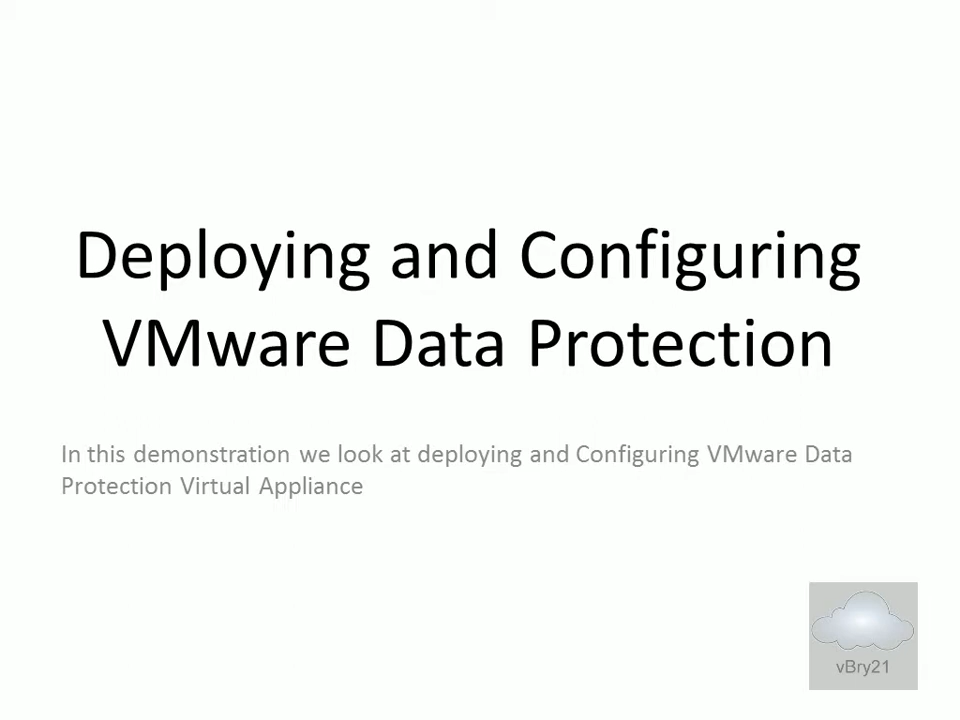 Deploying and Configuring
VMware Data Protection
In this demonstration we look at deploying and Configuring VMware Data
Protection Virtual Appliance
vBry21